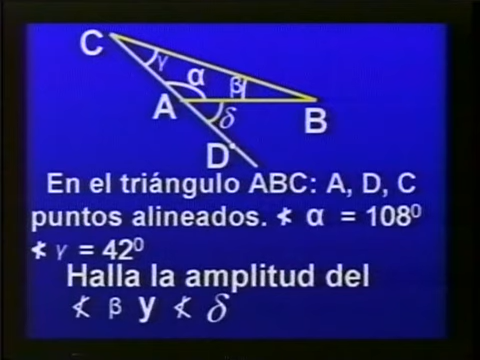 C
γ
α
β
A
δ
B
D
En el triángulo ABC: A, D, C
puntos alineados. ∢ α = 108⁰
∢ γ = 42⁰
Halla la amplitud del
∢ β y ∢ δ